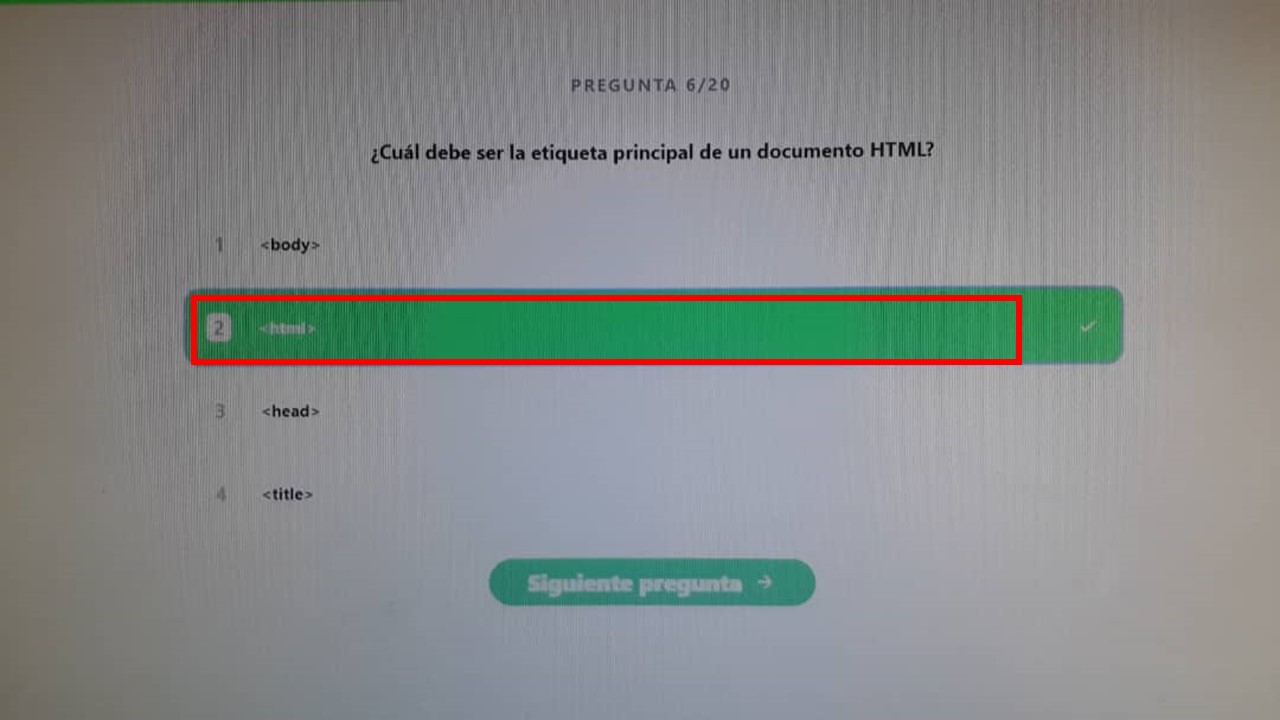 PREGUNTA 6/20
¿Cuál debe ser la etiqueta principal de un documento HTML?
1 <body>
2 <html>
3 <head>
4 <title>
Siguiente pregunta →